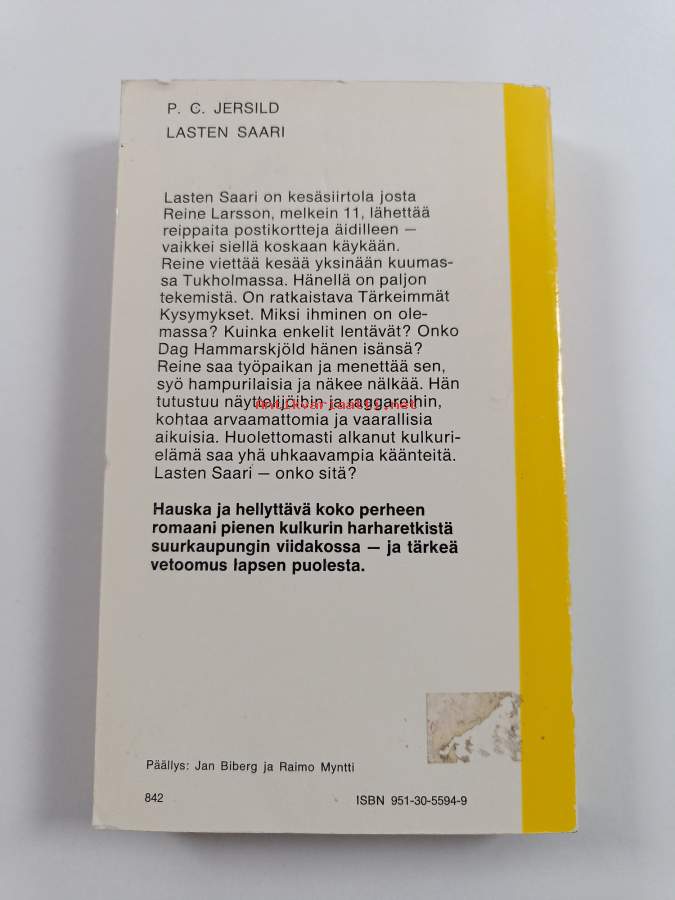 P. C. JERSILD
LASTEN SAARI
Lasten Saari on kesäsiirtola josta
Reine Larsson, melkein 11, lähettää
reippaita postikortteja äidilleen –
vaikkei siellä koskaan käykään.
Reine viettää kesää yksinään kuumas-
sa Tukholmassa. Hänellä on paljon
tekemistä. On ratkaistava Tärkeimmät
Kysymykset. Miksi ihminen on ole-
massa? Kuinka enkelit lentävät? Onko
Dag Hammarskjöld hänen isänsä?
Reine saa työpaikan ja menettää sen,
syö hampurilaisia ja näkee nälkää. Hän
tutustuu näyttelijöihin ja raggareihin,
Antikvariaatti.net
kohtaa arvaamattomia ja vaarallisia
aikuisia. Huolettomasti alkanut kulkuri-
elämä saa yhä uhkaavampia käänteitä.
Lasten Saari – onko sitä?
Hauska ja hellyttävä koko perheen
romaani pienen kulkurin harharetkistä
suurkaupungin viidakossa – ja tärkeä
vetoomus lapsen puolesta.
Päällys: Jan Biberg ja Raimo Myntti
842 ISBN 951-30-5594-9